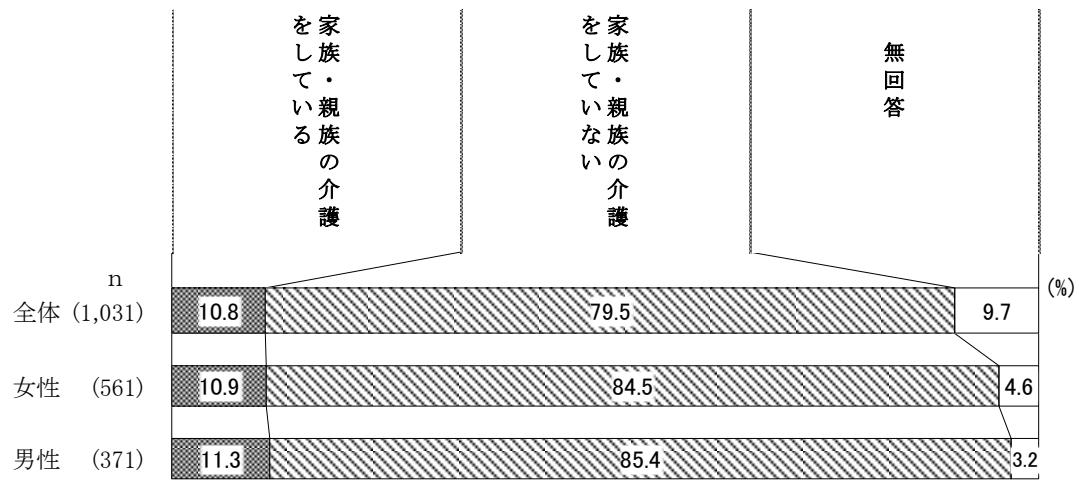 家族・親族の介護
をしている
家族・親族の介護
をしていない
無回答
n
(%)
全体 (1,031) 10.8 79.5 9.7
女性 (561) 10.9 84.5 4.6
男性 (371) 11.3 85.4 3.2